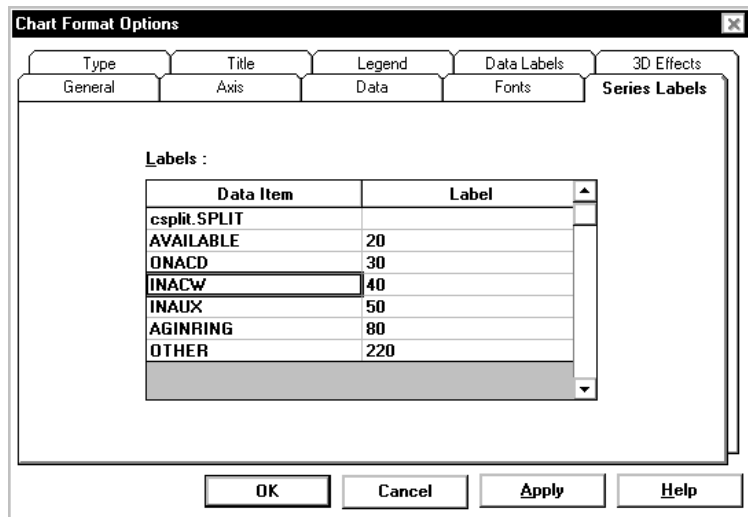 Chart Format Options
Type Title Legend Data Labels 3D Effects
General Axis Data Fonts Series Labels
Labels :
Data Item Label
csplit.SPLIT
AVAILABLE 20
ONACD 30
INACW 40
INAUX 50
AGINRING 80
OTHER 220
OK Cancel Apply Help